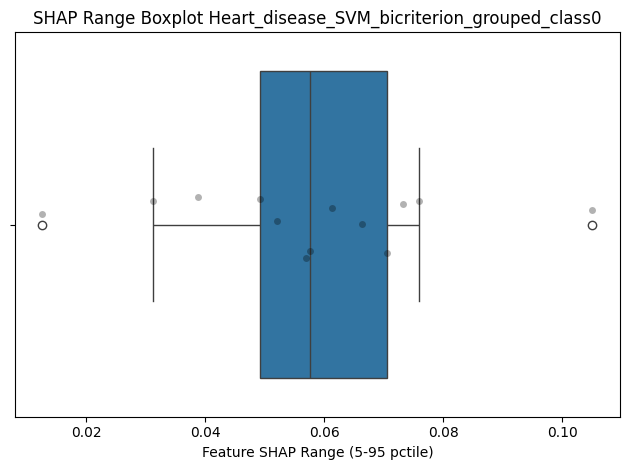 SHAP Range Boxplot Heart_disease_SVM_bicriterion_grouped_class0
0.02 0.04 0.06 0.08 0.10
Feature SHAP Range (5-95 pctile)